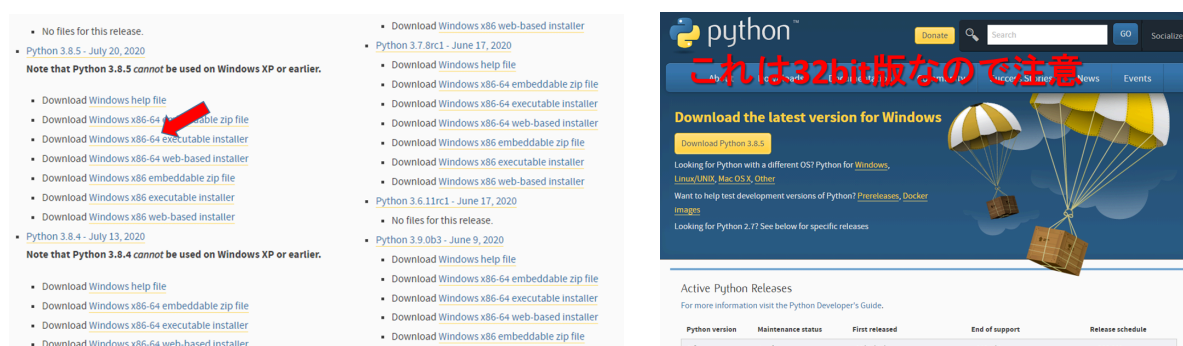 No files for this release.
Python 3.8.5 - July 20, 2020
Note that Python 3.8.5 cannot be used on Windows XP or earlier.
Download Windows help file
Download Windows x86-64 embeddable zip file
Download Windows x86-64 executable installer
Download Windows x86-64 web-based installer
Download Windows x86 embeddable zip file
Download Windows x86 executable installer
Download Windows x86 web-based installer
Python 3.8.4 - July 13, 2020
Note that Python 3.8.4 cannot be used on Windows XP or earlier.
Download Windows help file
Download Windows x86-64 embeddable zip file
Download Windows x86-64 executable installer
Download Windows x86-64 web-based installer
Download Windows x86 web-based installer
Python 3.7.8rc1 - June 17, 2020
Download Windows help file
Download Windows x86-64 embeddable zip file
Download Windows x86-64 executable installer
Download Windows x86-64 web-based installer
Download Windows x86 embeddable zip file
Download Windows x86 executable installer
Download Windows x86 web-based installer
Python 3.6.11rc1 - June 17, 2020
No files for this release.
Python 3.9.0b3 - June 9, 2020
Download Windows help file
Download Windows x86-64 embeddable zip file
Download Windows x86-64 executable installer
Download Windows x86-64 web-based installer
Download Windows x86 embeddable zip file
python™
Donate Search GO Socialize
これは32bit版なので注意
About Downloads Documentation Community Success Stories News Events
Download the latest version for Windows
Download Python 3.8.5
Looking for Python with a different OS? Python for Windows,
Linux/UNIX, Mac OS X, Other
Want to help test development versions of Python? Prereleases, Docker
images
Looking for Python 2.7? See below for specific releases
Active Python Releases
For more information visit the Python Developer's Guide.
Python version Maintenance status First released End of support Release schedule